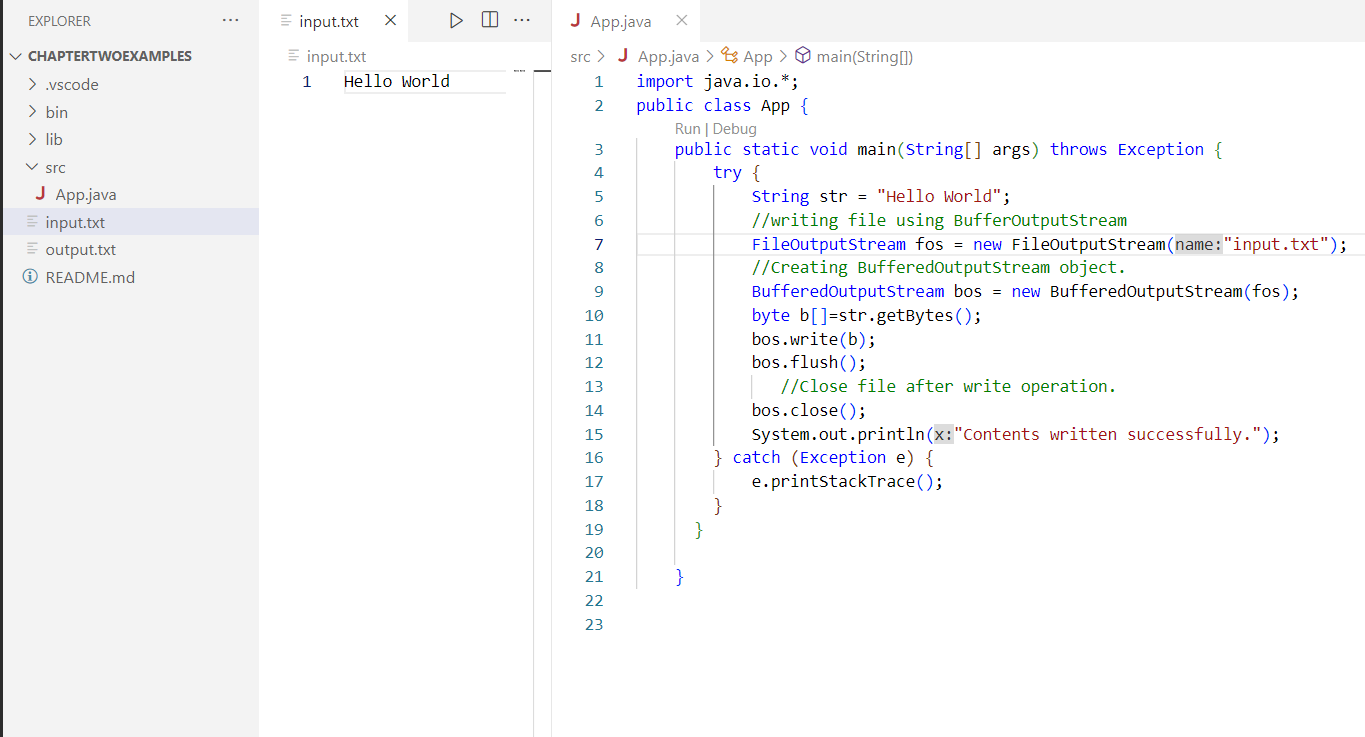 EXPLORER ...
CHAPTERTWOEXAMPLES
.vscode
bin
lib
src
J App.java
input.txt
output.txt
README.md
input.txt
input.txt
1 Hello World
J App.java
src > J App.java > App > main(String[])
1 import java.io.*;
2 public class App {
Run | Debug
3 public static void main(String[] args) throws Exception {
4 try {
5 String str = "Hello World";
6 //writing file using BufferOutputStream
7 FileOutputStream fos = new FileOutputStream(name:"input.txt");
8 //Creating BufferedOutputStream object.
9 BufferedOutputStream bos = new BufferedOutputStream(fos);
10 byte b[]=str.getBytes();
11 bos.write(b);
12 bos.flush();
13 //Close file after write operation.
14 bos.close();
15 System.out.println(x:"Contents written successfully.");
16 } catch (Exception e) {
17 e.printStackTrace();
18 }
19 }
20
21 }
22
23